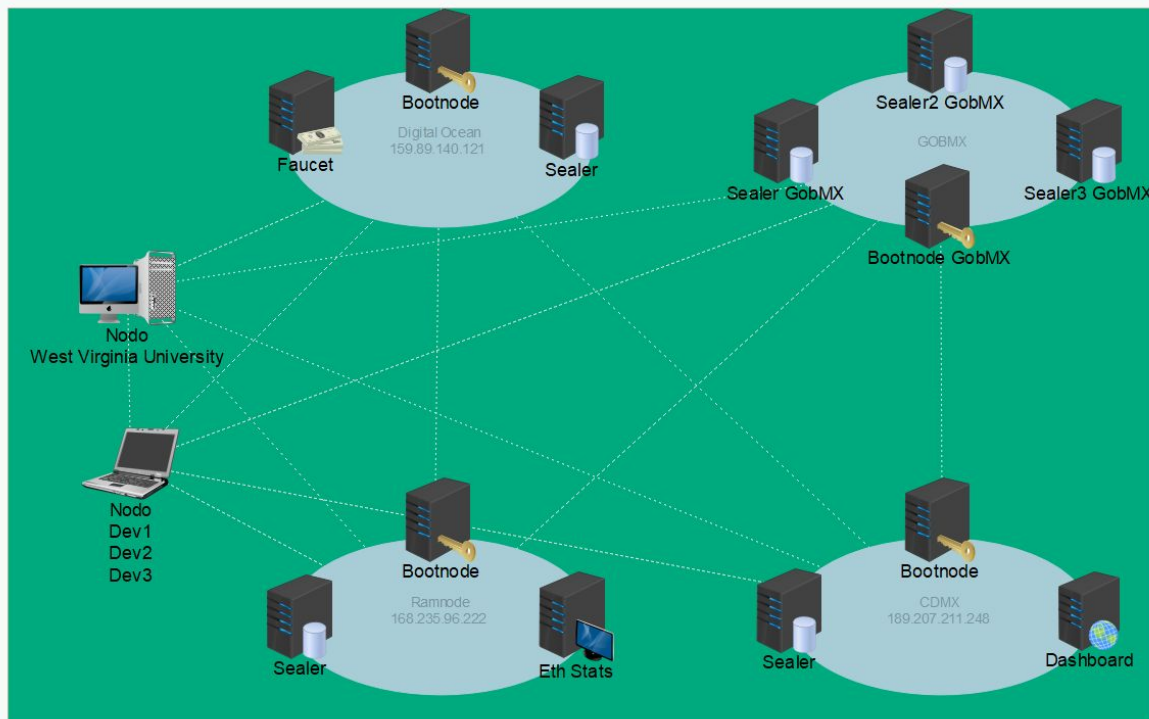 Bootnode
Digital Ocean
159.89.140.121
Faucet
Sealer
Sealer2 GobMX
GOBMX
Sealer GobMX
Sealer3 GobMX
Bootnode GobMX
Nodo
West Virginia University
Nodo
Dev1
Dev2
Dev3
Bootnode
Ramnode
168.235.96.222
Sealer
Eth Stats
Bootnode
CDMX
189.207.211.248
Sealer
Dashboard